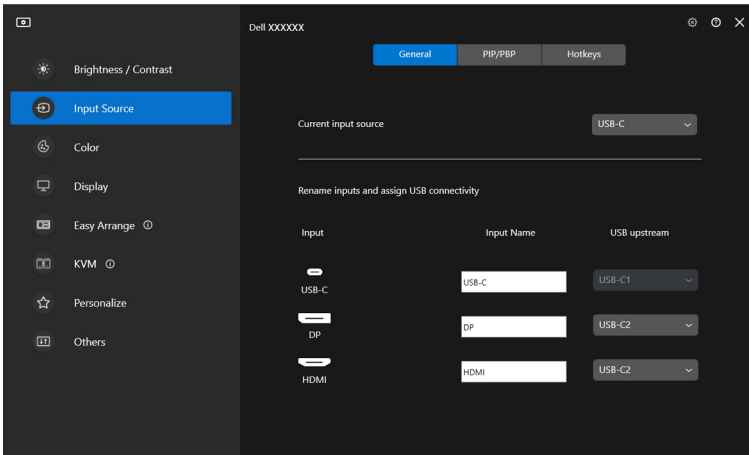 Dell XXXXXX
General PIP/PBP Hotkeys
Brightness / Contrast
Input Source
Color
Display
Easy Arrange
KVM
Personalize
Others
Current input source USB-C
Rename inputs and assign USB connectivity
Input Input Name USB upstream
USB-C USB-C USB-C1
DP DP USB-C2
HDMI HDMI USB-C2